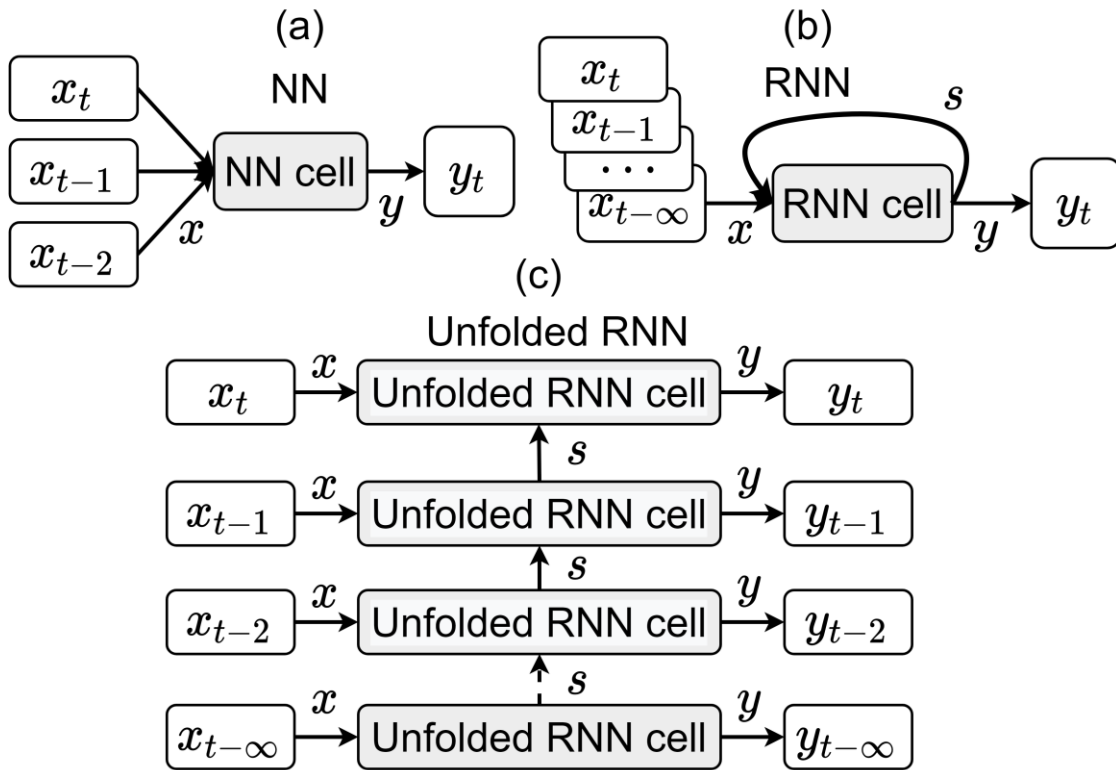 (a)
NN
x_t
x_{t-1}
x_{t-2}
x
NN cell
y
y_t
(b)
RNN
s
x_t
x_{t-1}
...
x_{t-∞}
x
RNN cell
y
y_t
(c)
Unfolded RNN
x_t
x
Unfolded RNN cell
y
y_t
s
x_{t-1}
x
Unfolded RNN cell
y
y_{t-1}
s
x_{t-2}
x
Unfolded RNN cell
y
y_{t-2}
s
x_{t-∞}
x
Unfolded RNN cell
y
y_{t-∞}